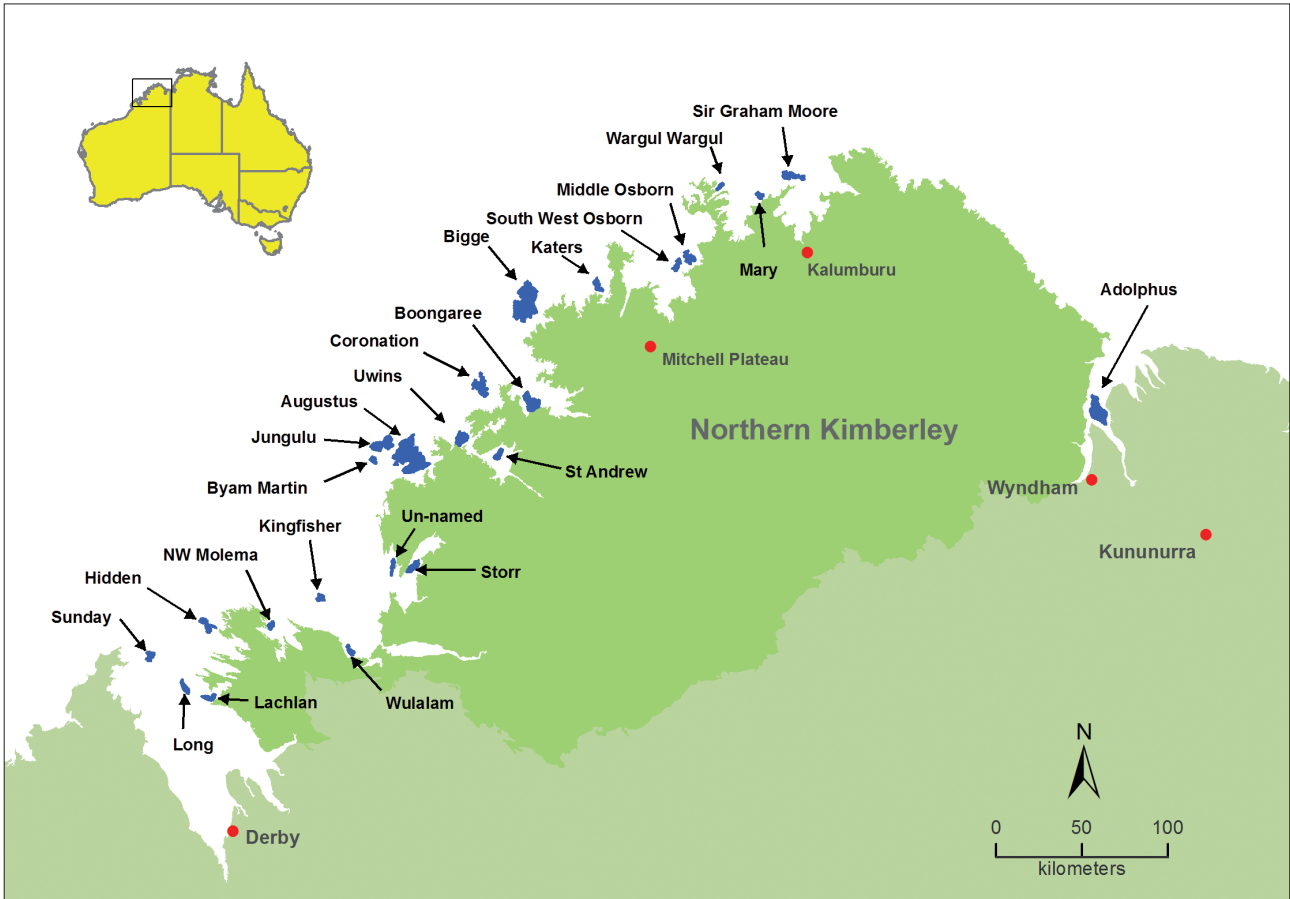 Sir Graham Moore
Wargul Wargul
Middle Osborn
South West Osborn
Bigge
Katers
Mary
Kalumburu
Adolphus
Boongaree
Coronation
Mitchell Plateau
Uwins
Augustus
Northern Kimberley
Jungulu
St Andrew
Byam Martin
Wyndham
Un-named
Kingfisher
Kununurra
NW Molema
Storr
Hidden
Sunday
Lachlan
Wulalam
Long
N
Derby
0 50 100
kilometers